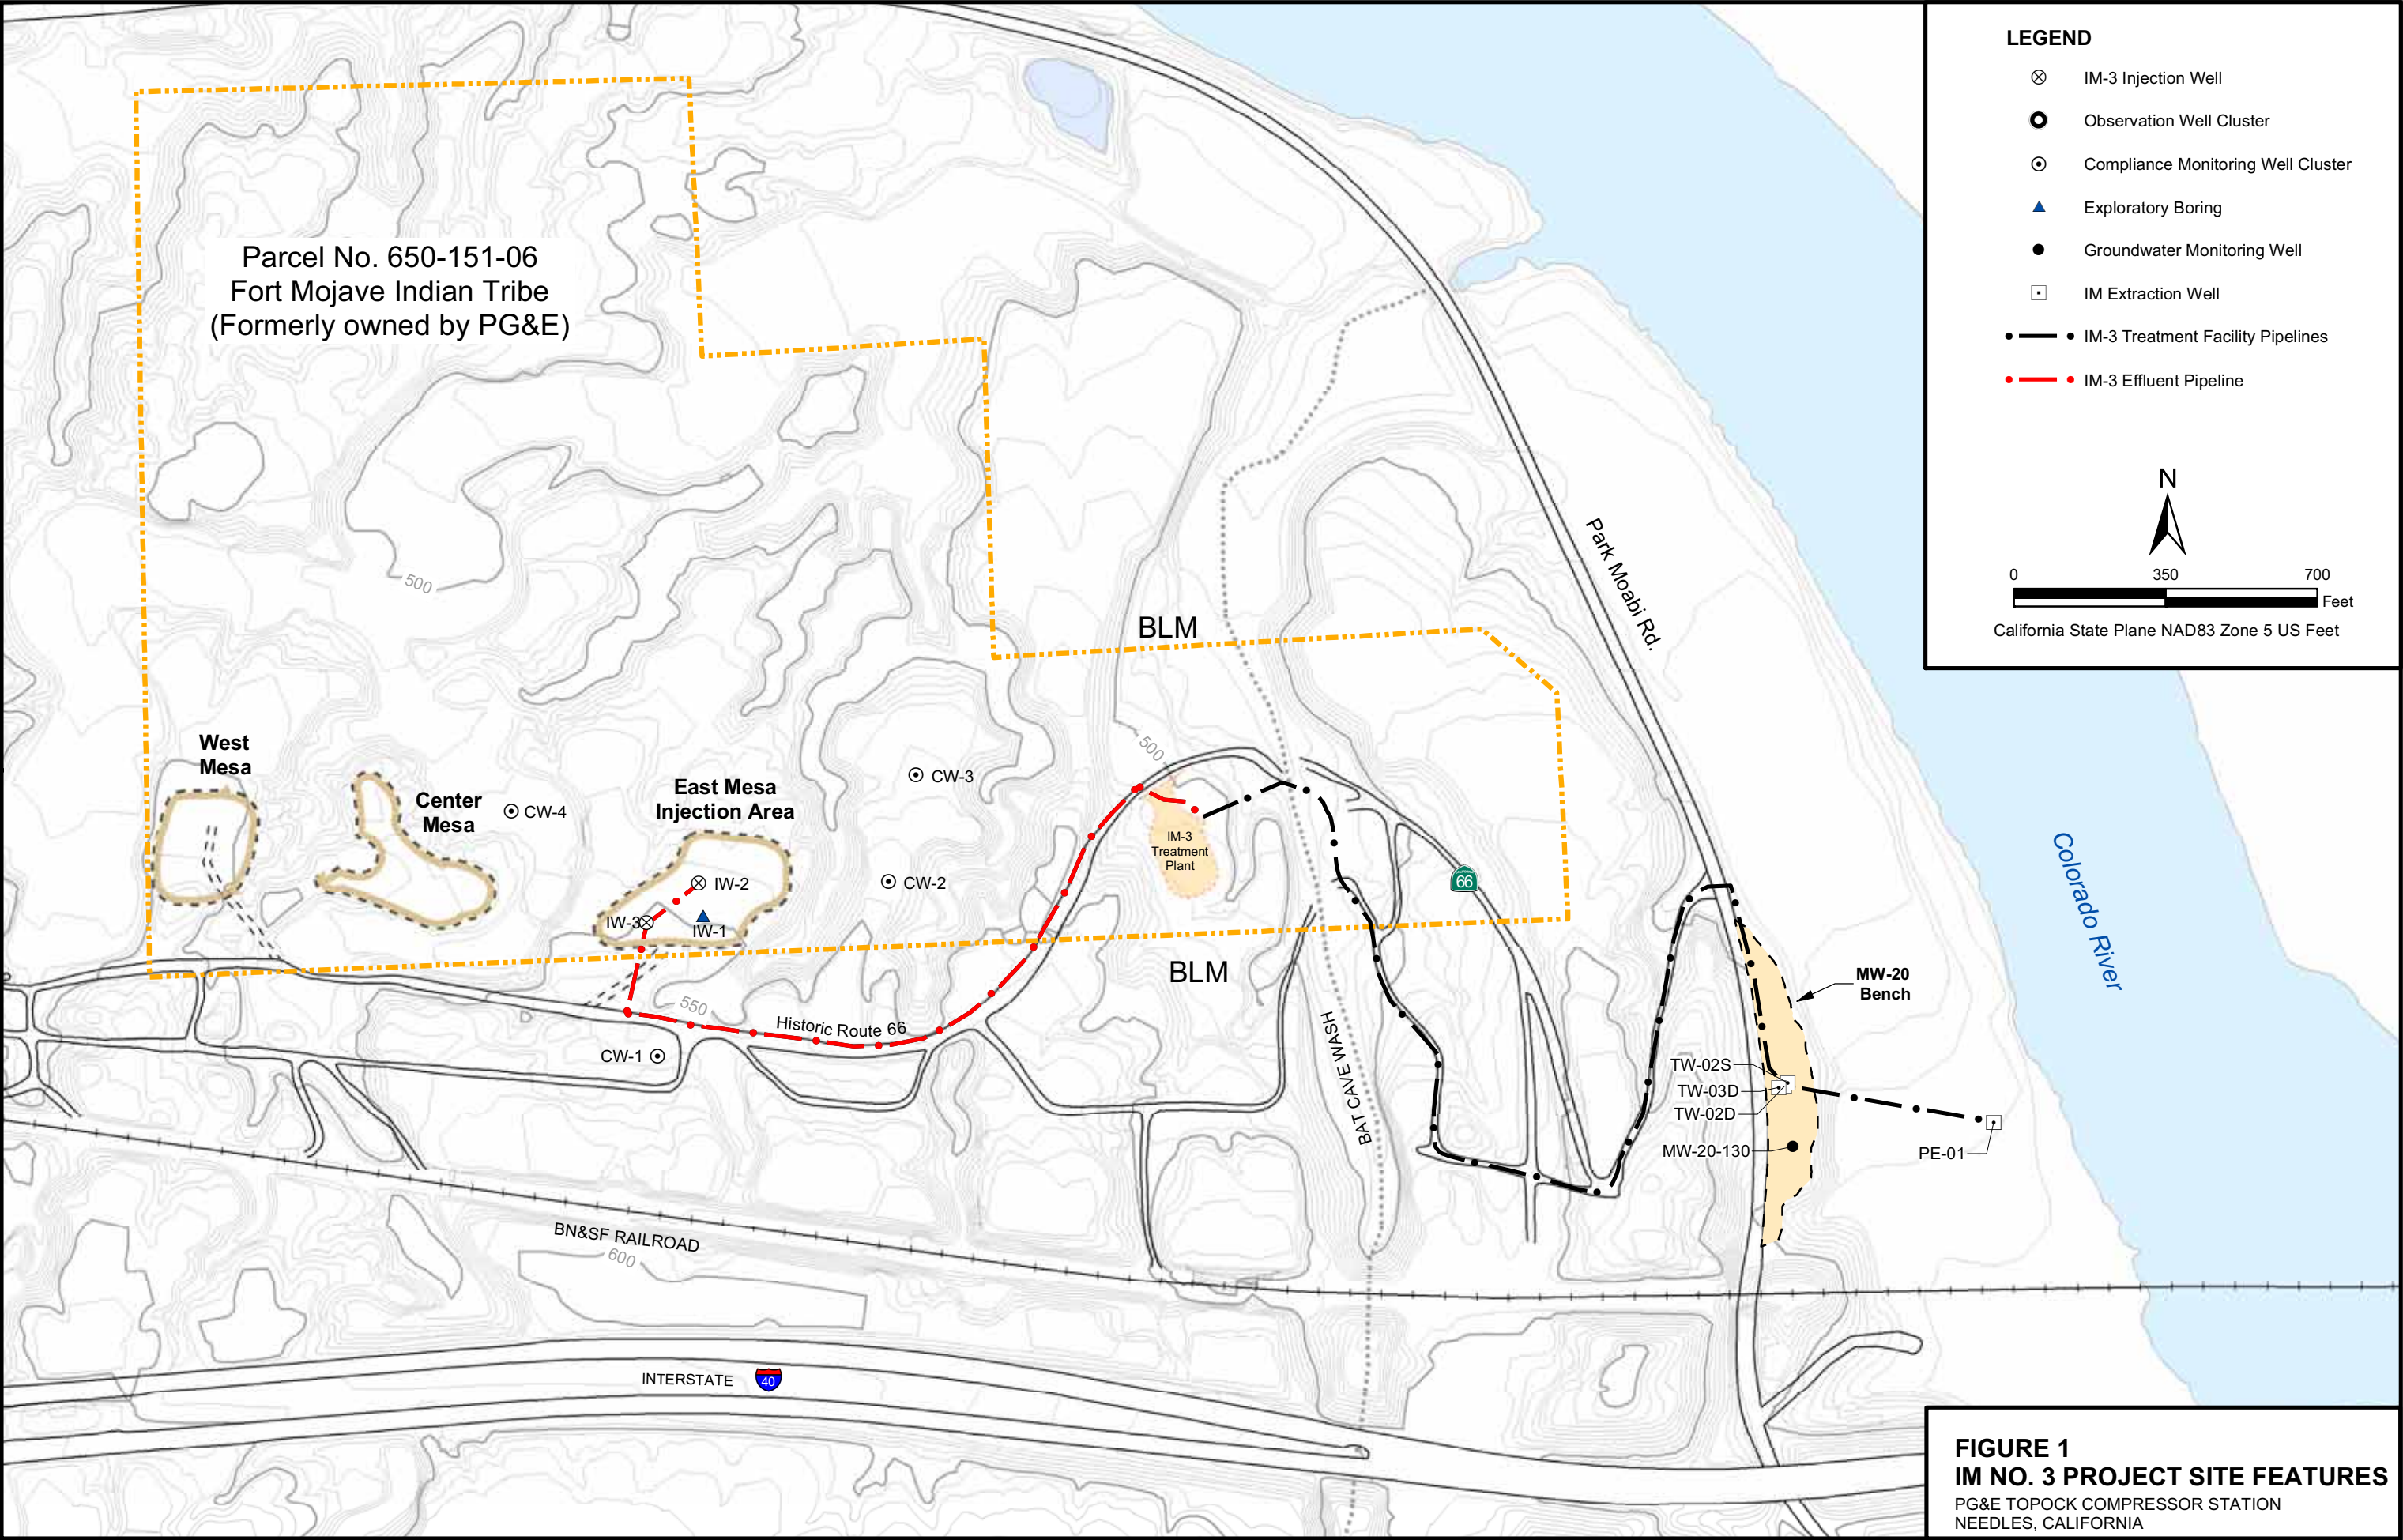 LEGEND
IM-3 Injection Well
Observation Well Cluster
Compliance Monitoring Well Cluster
Exploratory Boring
Groundwater Monitoring Well
IM Extraction Well
IM-3 Treatment Facility Pipelines
IM-3 Effluent Pipeline
N
0 350 700
Feet
California State Plane NAD83 Zone 5 US Feet
Parcel No. 650-151-06
Fort Mojave Indian Tribe
(Formerly owned by PG&E)
500
Park Moabi Rd.
BLM
West
Mesa
Center
Mesa
CW-4
East Mesa
Injection Area
CW-3
500
IM-3
Treatment
Plant
CW-2
IW-2
IW-3
IW-1
CALIFORNIA
66
Colorado River
BLM
MW-20
Bench
550
Historic Route 66
CW-1
BAT CAVE WASH
TW-02S
TW-03D
TW-02D
MW-20-130
PE-01
BN&SF RAILROAD
600
INTERSTATE 40
FIGURE 1
IM NO. 3 PROJECT SITE FEATURES
PG&E TOPOCK COMPRESSOR STATION
NEEDLES, CALIFORNIA